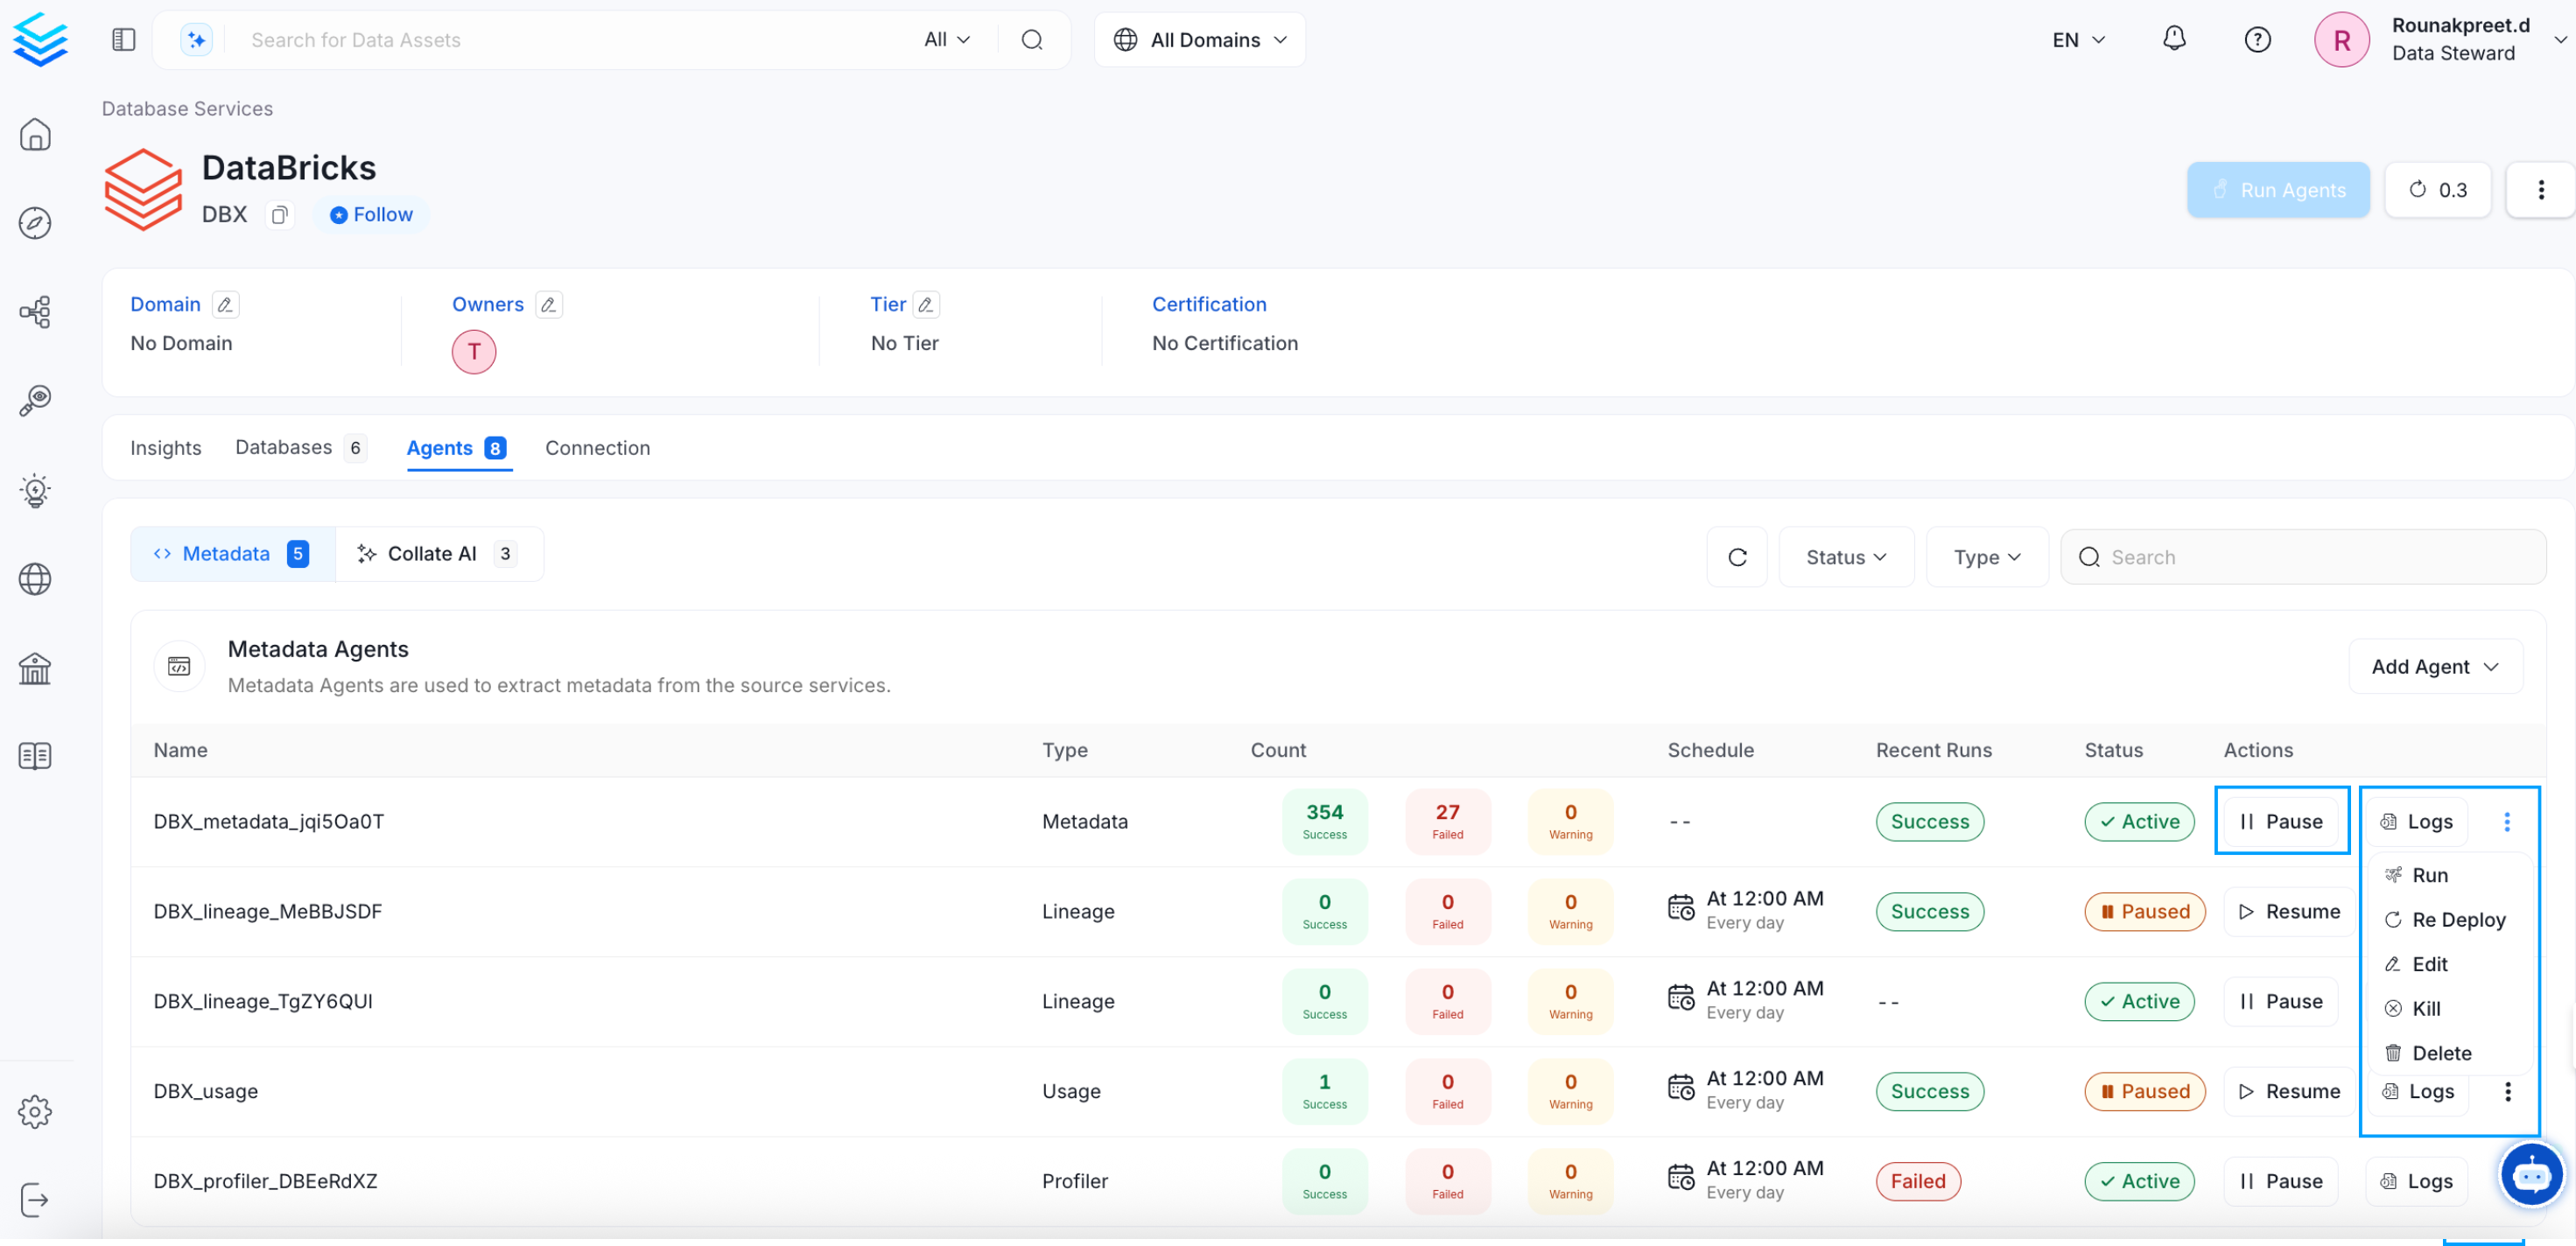 Search for Data Assets All All Domains EN Rounakpreet.d
R Data Steward
Database Services
DataBricks
DBX Follow Run Agents 0.3
Domain Owners Tier Certification
No Domain T No Tier No Certification
Insights Databases 6 Agents 8 Connection
Metadata 5 Collate AI 3 Status Type Search
Metadata Agents
Metadata Agents are used to extract metadata from the source services. Add Agent
Name Type Count Schedule Recent Runs Status Actions
DBX_metadata_jqi5Oa0T Metadata 354 Success 27 Failed 0 Warning -- Success Active Pause Logs
Run
Re Deploy
Edit
Kill
Delete
DBX_lineage_MeBBJSDF Lineage 0 Success 0 Failed 0 Warning At 12:00 AM Every day Success Paused Resume
DBX_lineage_TgZY6QUI Lineage 0 Success 0 Failed 0 Warning At 12:00 AM Every day -- Active Pause
DBX_usage Usage 1 Success 0 Failed 0 Warning At 12:00 AM Every day Success Paused Resume Logs
DBX_profiler_DBEeRdXZ Profiler 0 Success 0 Failed 0 Warning At 12:00 AM Every day Failed Active Pause Logs